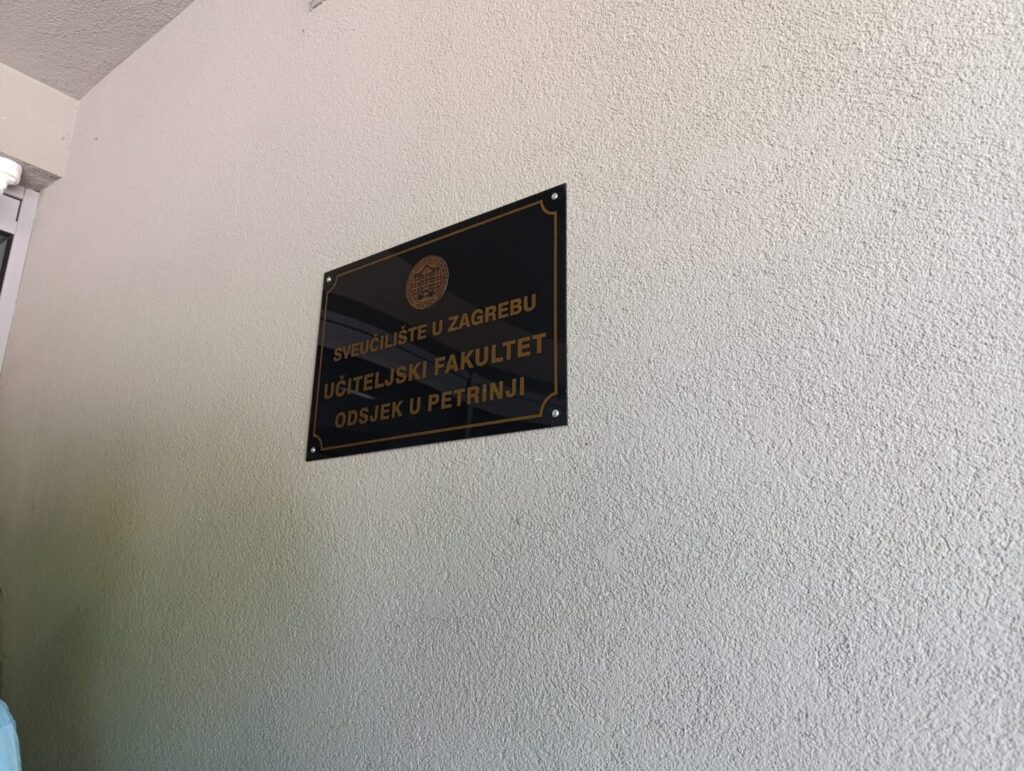 SVEUČILIŠTE U ZAGREBU
UČITELJSKI FAKULTET
ODSJEK U PETRINJI